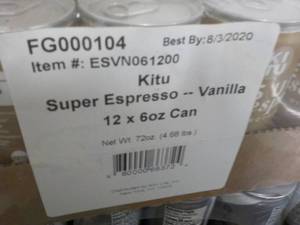 FG000104 Best By: 8/3/2020
Item #: ESVN061200
Kitu
Super Espresso -- Vanilla
12 x 6oz Can
Net Wt. 72oz. (4.68 lbs.)